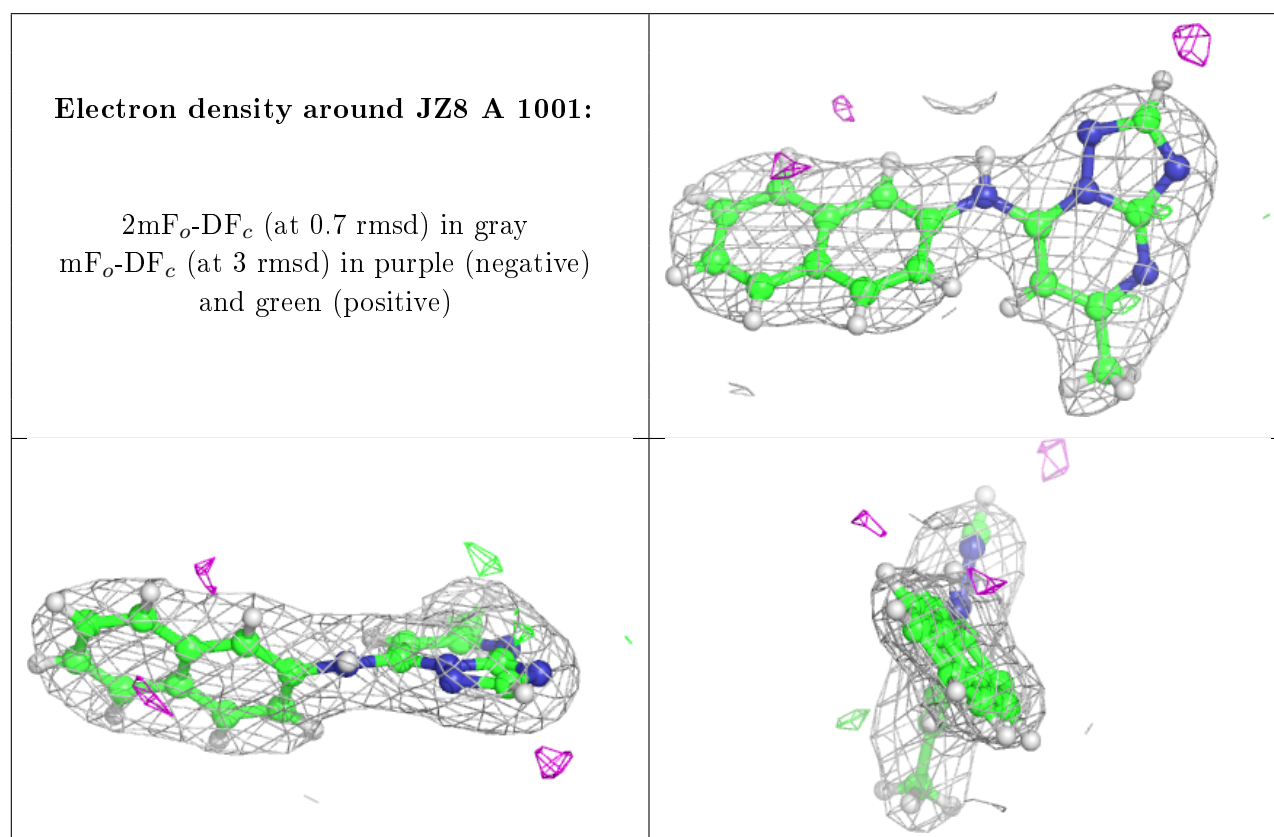 Electron density around JZ8 A 1001:
2mFo-DFc (at 0.7 rmsd) in gray
mFo-DFc (at 3 rmsd) in purple (negative)
and green (positive)